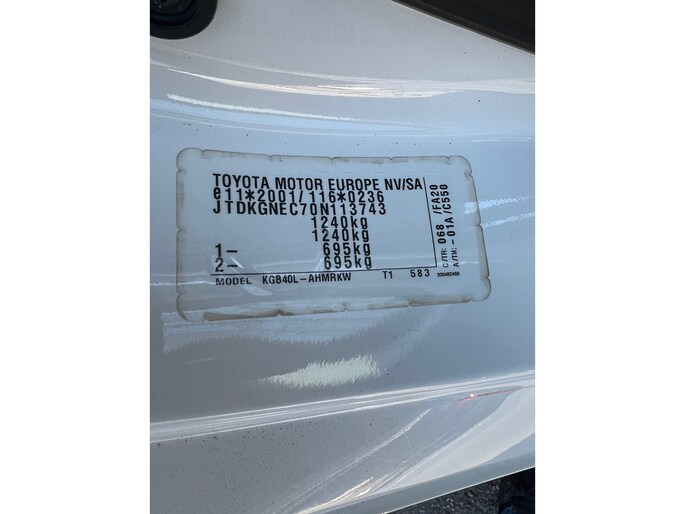 TOYOTA MOTOR EUROPE NV/SA
e11*2001/116*0236
JTDKGNEC70N113743
1240kg
1240kg
1- 695kg
2- 695kg
MODEL KGB40L-AHMRKW T1 583
C/TR: 068 /FA20
A/TM: -01A /C550